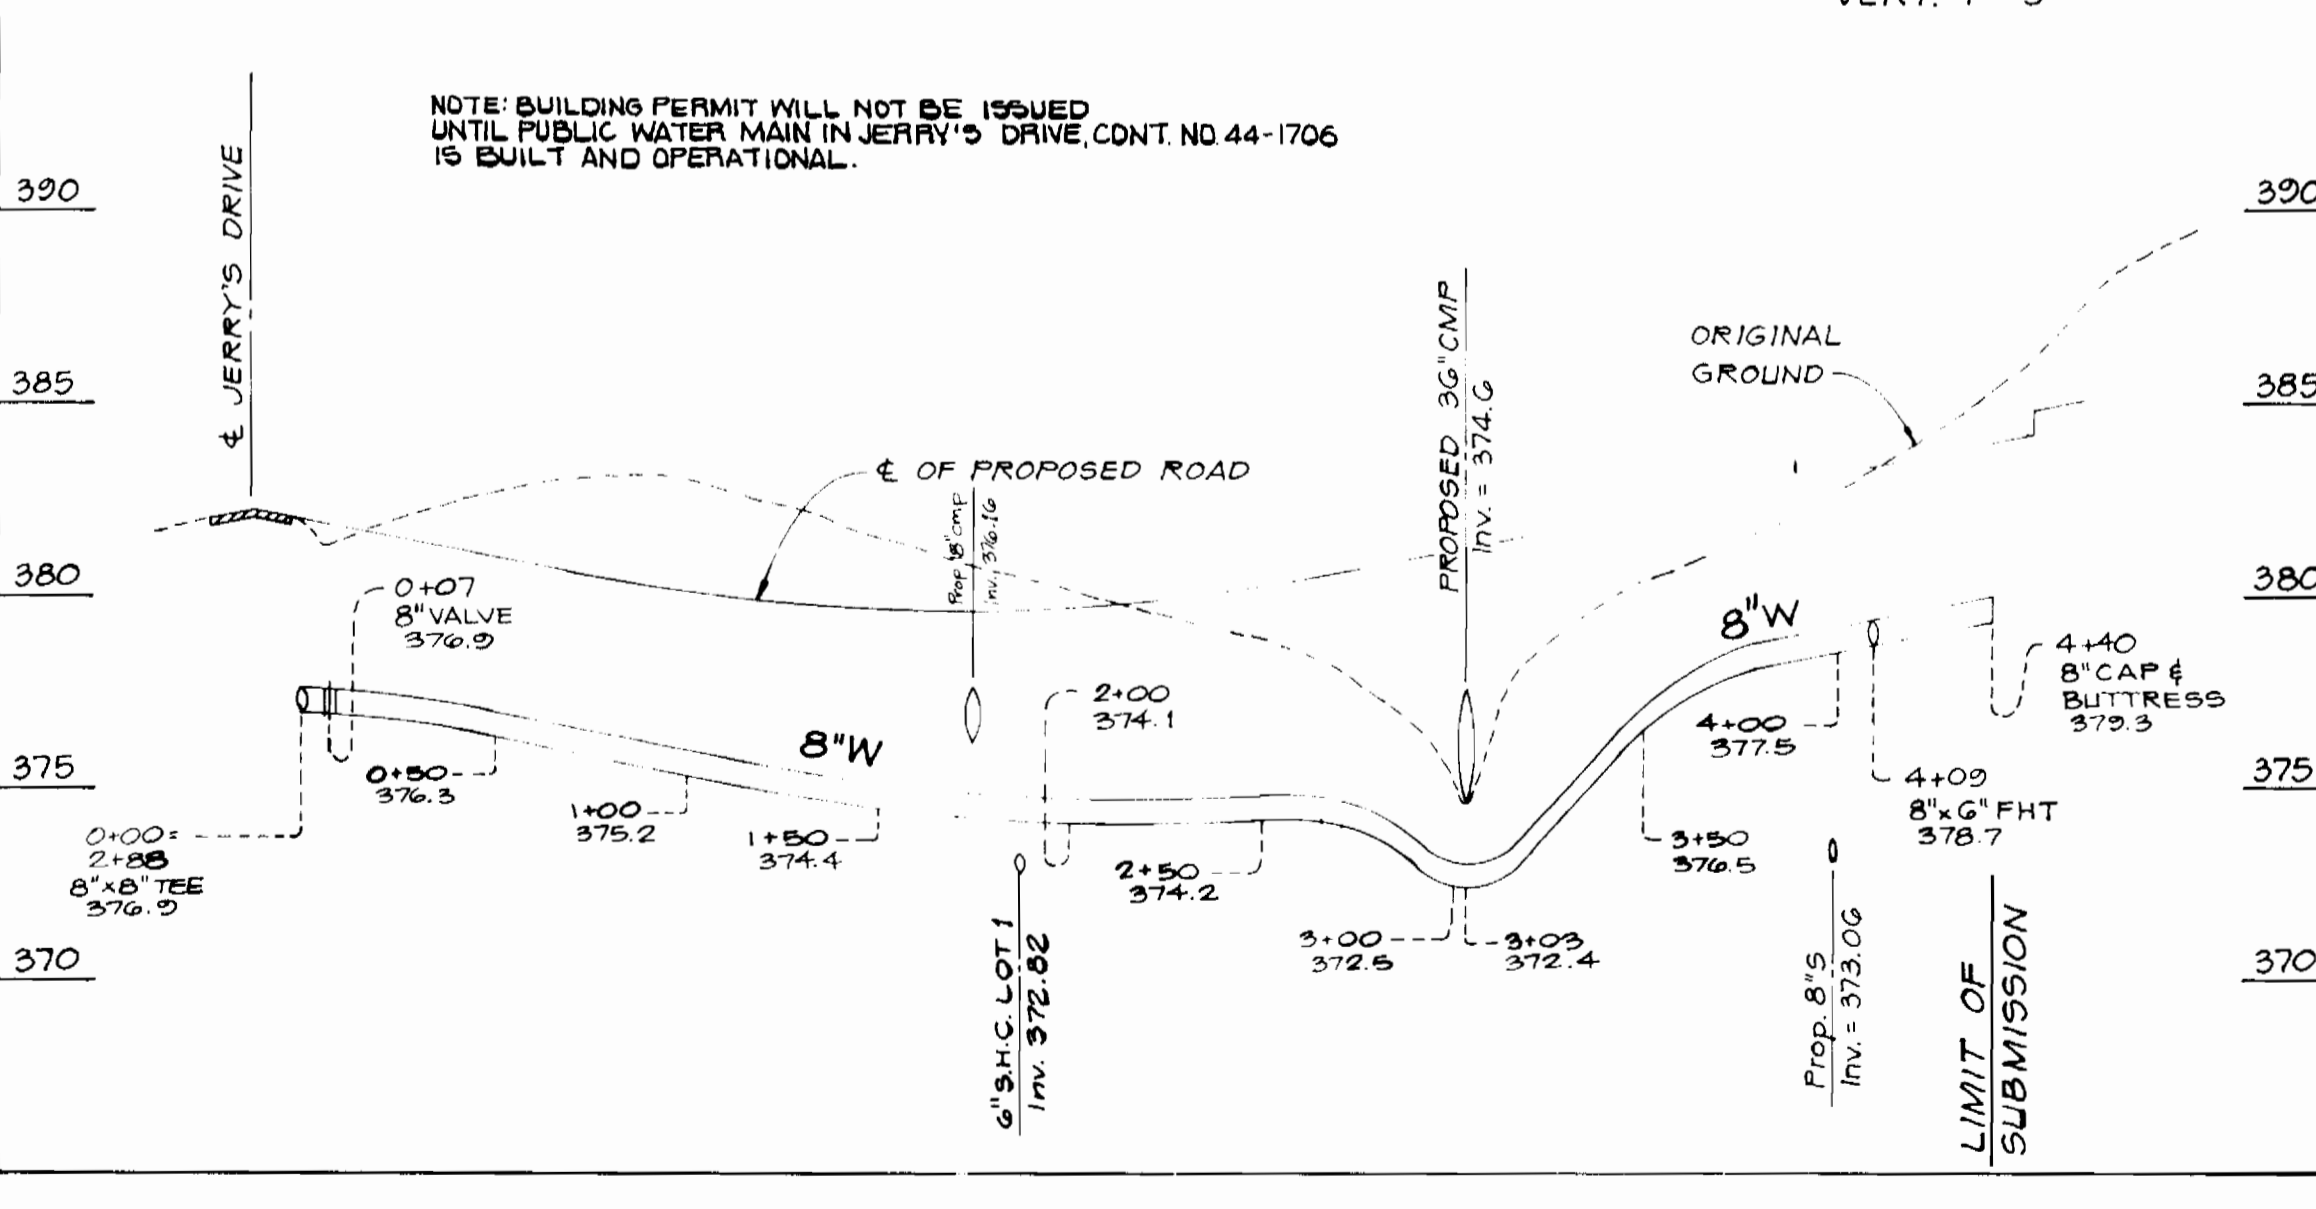 NOTE: BUILDING PERMIT WILL NOT BE ISSUED
UNTIL PUBLIC WATER MAIN IN JERRY'S DRIVE, CONT. NO. 44-1706
IS BUILT AND OPERATIONAL.
390
385
380
375
370
℄ JERRY'S DRIVE
℄ OF PROPOSED ROAD
0+07
8" VALVE
376.9
0+00=
2+88
8"x8" TEE
376.9
0+50
376.3
1+00
375.2
8"W
1+50
374.4
Prop. 18" CMP
inv. 376.16
2+00
374.1
6" S.H.C. LOT 1
Inv. 372.82
2+50
374.2
PROPOSED 36" CMP
Inv. = 374.6
3+00
372.5
3+03
372.4
3+50
376.5
8"W
4+00
377.5
ORIGINAL
GROUND
4+09
8"x6" FHT
378.7
4+40
8" CAP &
BUTTRESS
379.3
Prop. 8"S
Inv. = 373.06
LIMIT OF
SUBMISSION
390
385
380
375
370